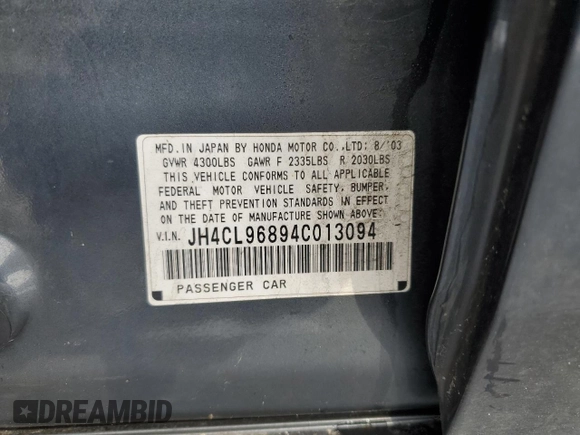 MFD.IN JAPAN BY HONDA MOTOR CO.,LTD: 8/'03
GVWR 4300LBS GAWR F 2335LBS R 2030LBS
THIS VEHICLE CONFORMS TO ALL APPLICABLE
FEDERAL MOTOR VEHICLE SAFETY, BUMPER,
AND THEFT PREVENTION STANDARDS IN EFFECT
ON THE DATE OF MANUFACTURE SHOWN ABOVE.
V.I.N. JH4CL96894C013094
PASSENGER CAR
DREAMBID